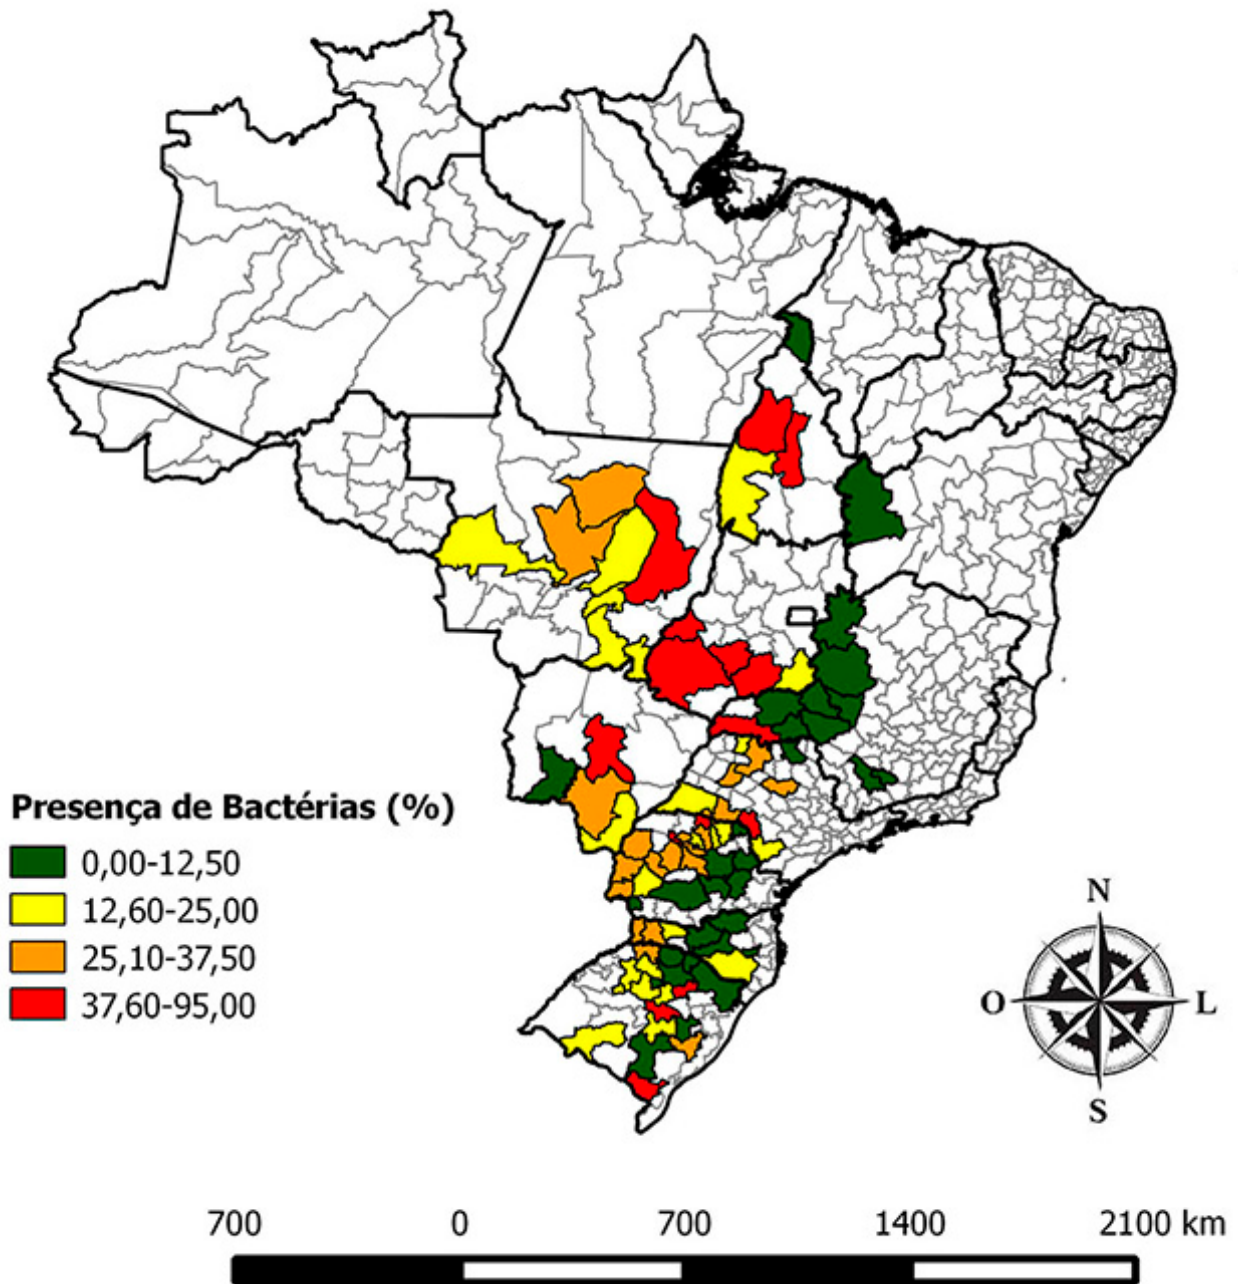 Presença de Bactérias (%)
0,00-12,50
12,60-25,00
25,10-37,50
37,60-95,00
N
O
L
S
700 0 700 1400 2100 km